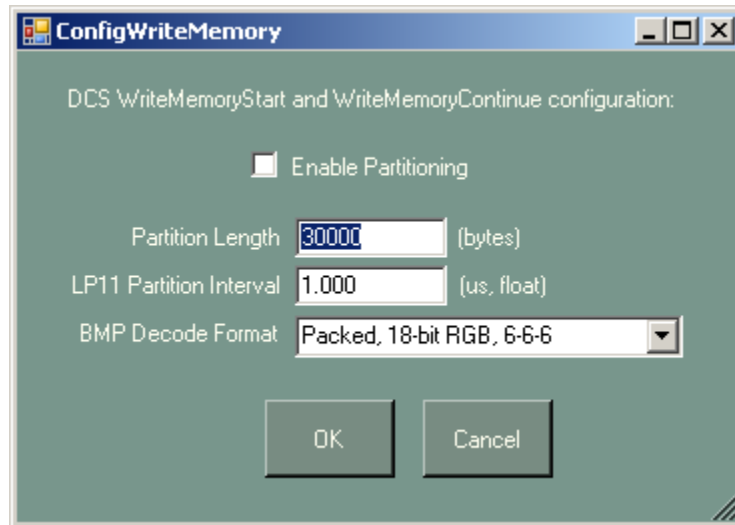 ConfigWriteMemory
DCS WriteMemoryStart and WriteMemoryContinue configuration:
Enable Partitioning
Partition Length 30000 (bytes)
LP11 Partition Interval 1.000 (us, float)
BMP Decode Format Packed, 18-bit RGB, 6-6-6
OK Cancel